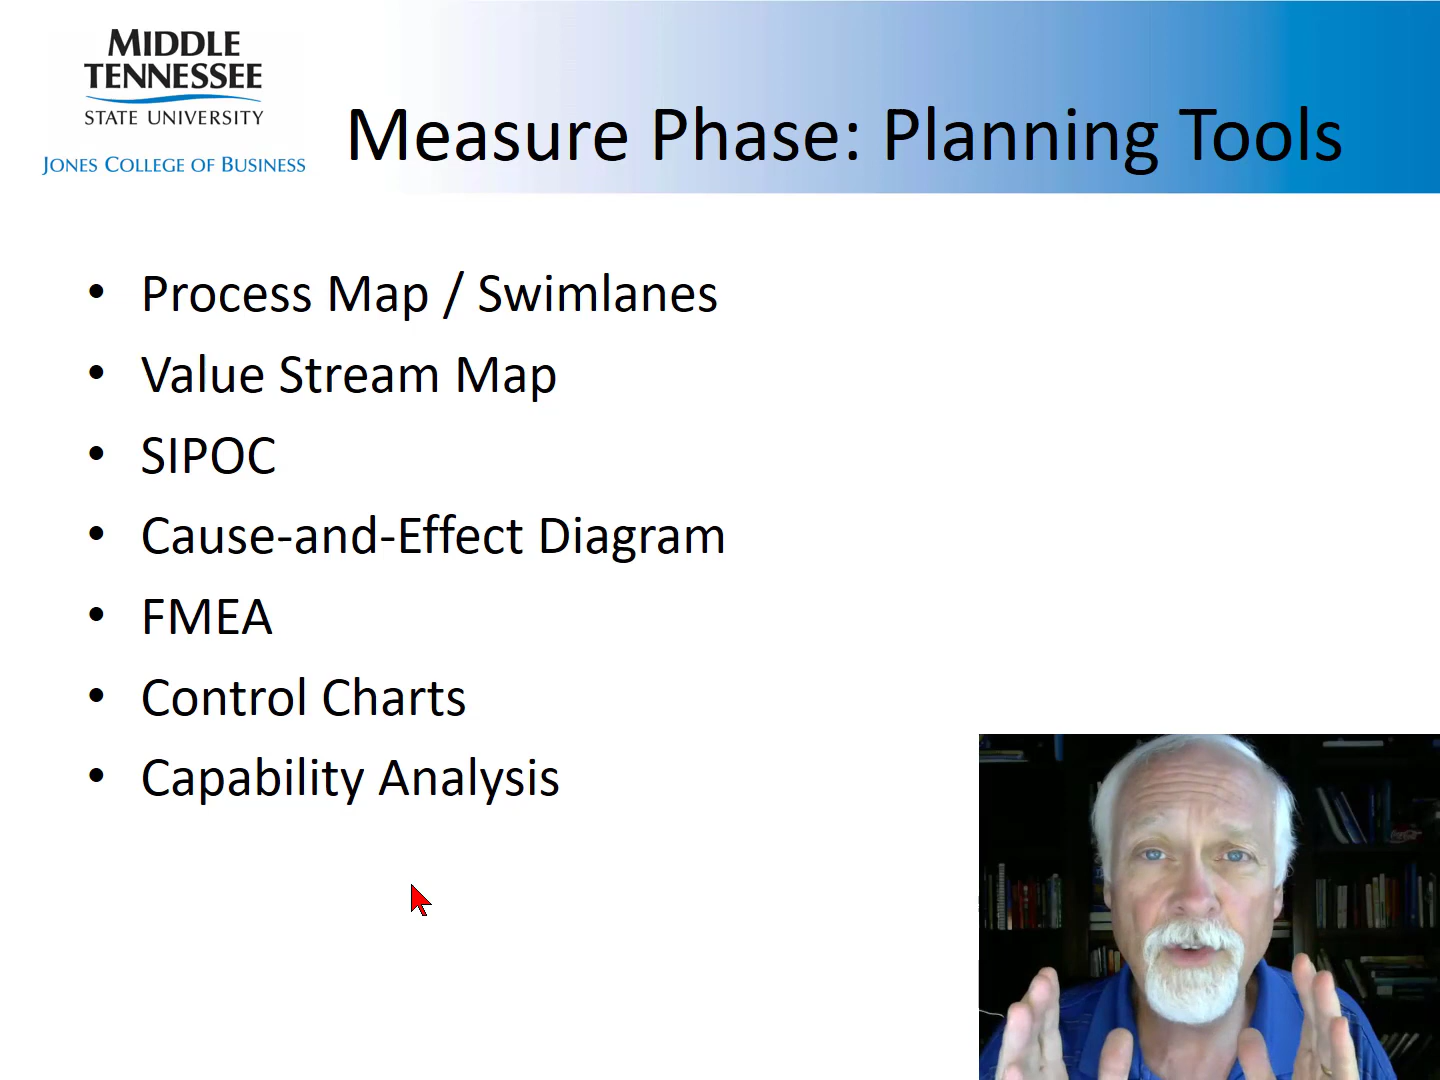 MIDDLE
TENNESSEE
STATE UNIVERSITY
JONES COLLEGE OF BUSINESS
Measure Phase: Planning Tools
• Process Map / Swimlanes
• Value Stream Map
• SIPOC
• Cause-and-Effect Diagram
• FMEA
• Control Charts
• Capability Analysis